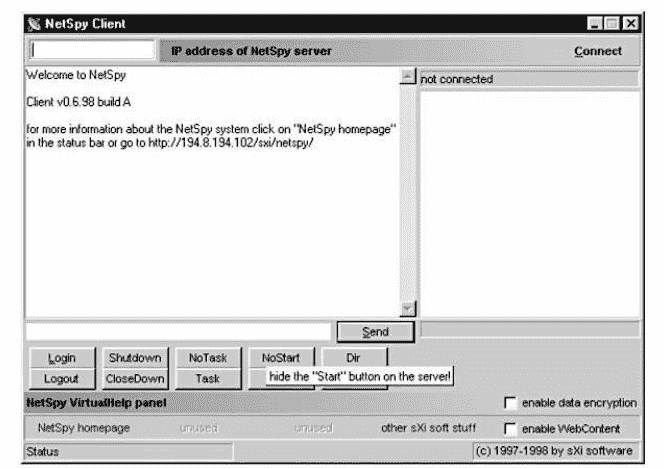 NetSpy Client
IP address of NetSpy server
Connect
Welcome to NetSpy
not connected
Client v0.6.98 build A
for more information about the NetSpy system click on "NetSpy homepage"
in the status bar or go to http://194.8.194.102/sxi/netspy/
Send
Login Shutdown NoTask NoStart Dir
Logout CloseDown Task
hide the "Start" button on the server!
NetSpy VirtualHelp panel
enable data encryption
NetSpy homepage unused unused other sXi soft stuff
enable WebContent
Status
(c) 1997-1998 by sXi software